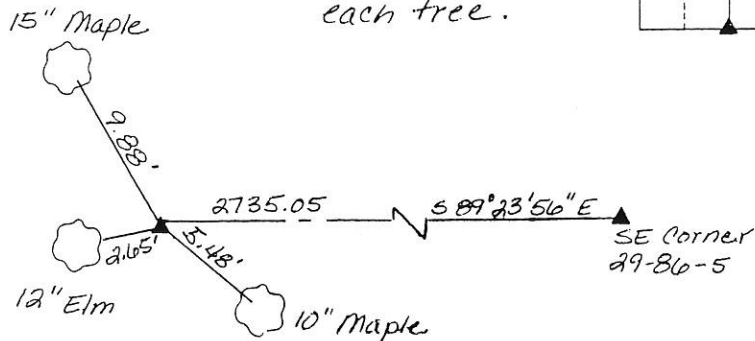 each tree.
15" Maple
9.88'
2735.05 S 89°23'56" E
2.65'
5.48'
SE Corner
29-86-5
12" Elm
10" Maple